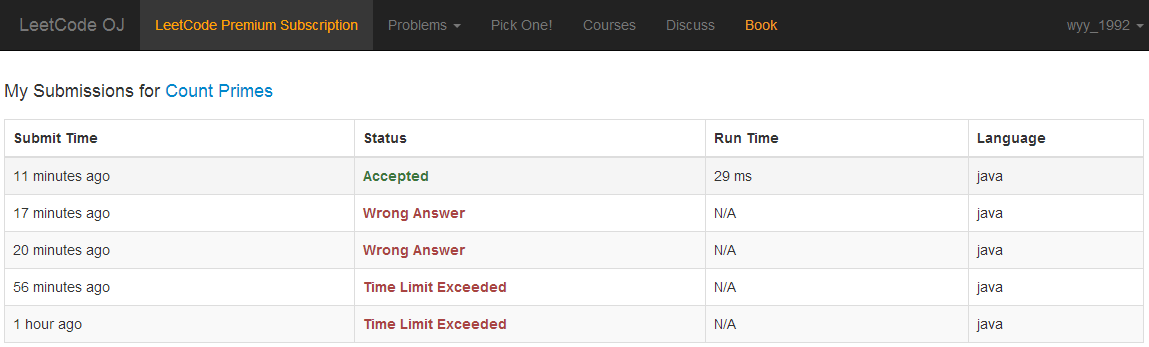 LeetCode OJ LeetCode Premium Subscription Problems Pick One! Courses Discuss Book wyy_1992
My Submissions for Count Primes
Submit Time Status Run Time Language
11 minutes ago Accepted 29 ms java
17 minutes ago Wrong Answer N/A java
20 minutes ago Wrong Answer N/A java
56 minutes ago Time Limit Exceeded N/A java
1 hour ago Time Limit Exceeded N/A java